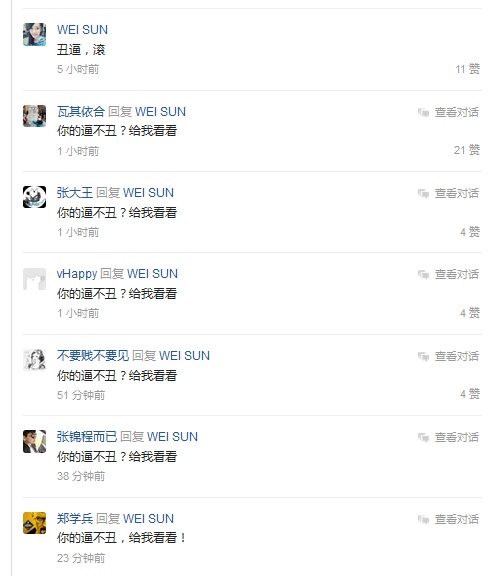 WEI SUN
丑逼，滚
5 小时前 11 赞
瓦其依合 回复 WEI SUN 查看对话
你的逼不丑？给我看看
1 小时前 21 赞
张大王 回复 WEI SUN 查看对话
你的逼不丑？给我看看
1 小时前 4 赞
vHappy 回复 WEI SUN 查看对话
你的逼不丑？给我看看
1 小时前 4 赞
不要贱不要见 回复 WEI SUN 查看对话
你的逼不丑？给我看看
51 分钟前 4 赞
张锦程而已 回复 WEI SUN 查看对话
你的逼不丑？给我看看
38 分钟前
郑学兵 回复 WEI SUN 查看对话
你的逼不丑，给我看看！
23 分钟前